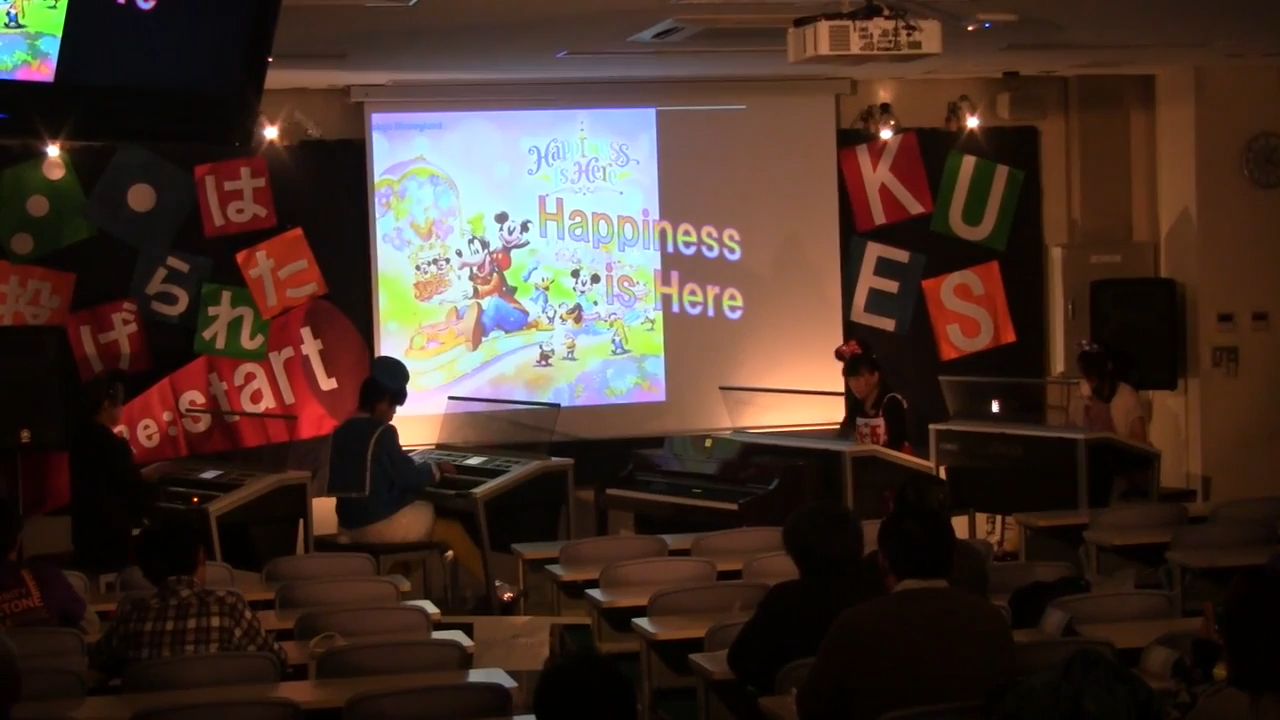 Happiness
is Here
Happiness
is Here
は
た
投
げ
ら
れ
re:start
K
U
E
S